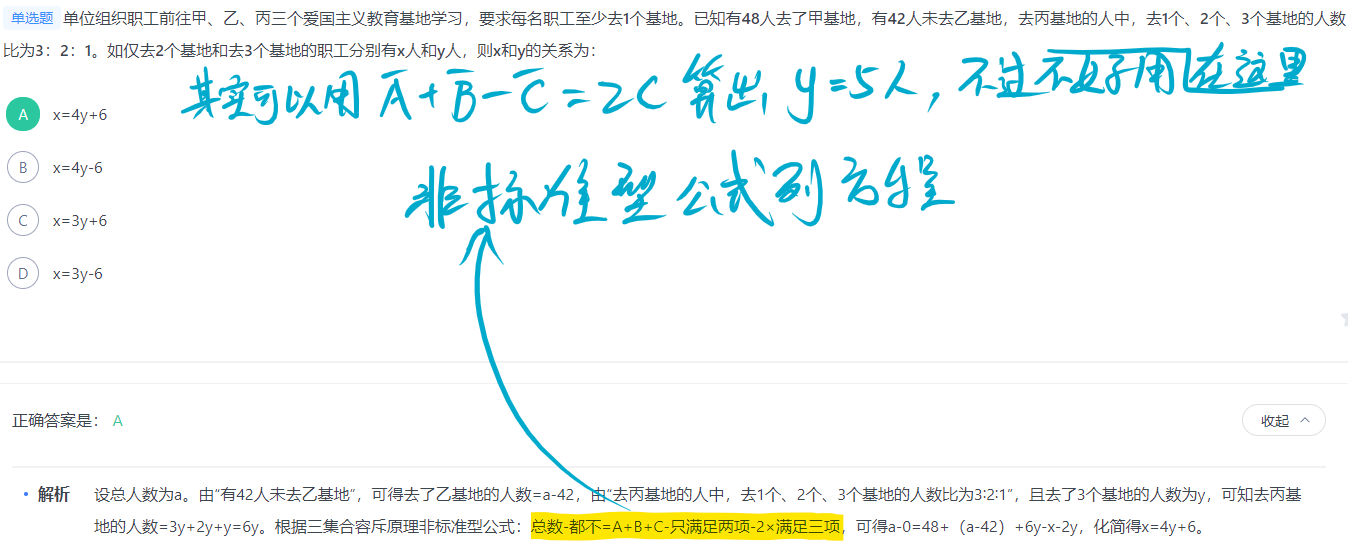 单选题 单位组织职工前往甲、乙、丙三个爱国主义教育基地学习，要求每名职工至少去1个基地。已知有48人去了甲基地，有42人未去乙基地，去丙基地的人中，去1个、2个、3个基地的人数
比为3：2：1。如仅去2个基地和去3个基地的职工分别有x人和y人，则x和y的关系为：
其实可以用 A̅+B̅-C̅=2C 算出 y=5人，不过不好用在这里
A x=4y+6
B x=4y-6
非标准型公式列方程
C x=3y+6
D x=3y-6
正确答案是： A
收起
• 解析 设总人数为a。由“有42人未去乙基地”，可得去了乙基地的人数=a-42，由“去丙基地的人中，去1个、2个、3个基地的人数比为3:2:1”，且去了3个基地的人数为y，可知去丙基
地的人数=3y+2y+y=6y。根据三集合容斥原理非标准型公式：总数-都不=A+B+C-只满足两项-2×满足三项，可得a-0=48+（a-42）+6y-x-2y，化简得x=4y+6。